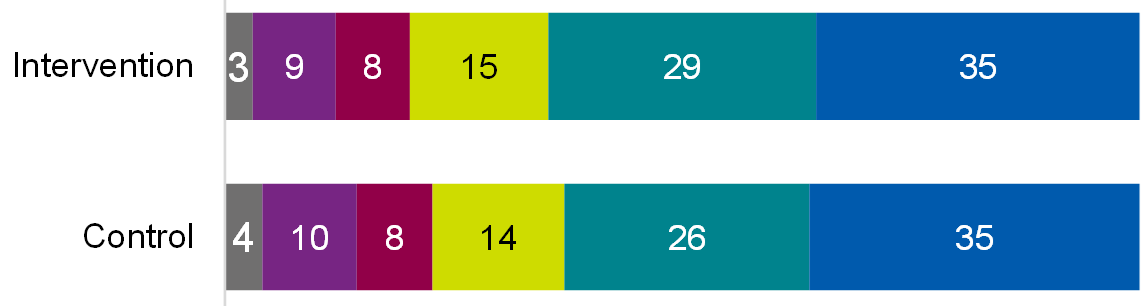 Intervention 3 9 8 15 29 35
Control 4 10 8 14 26 35